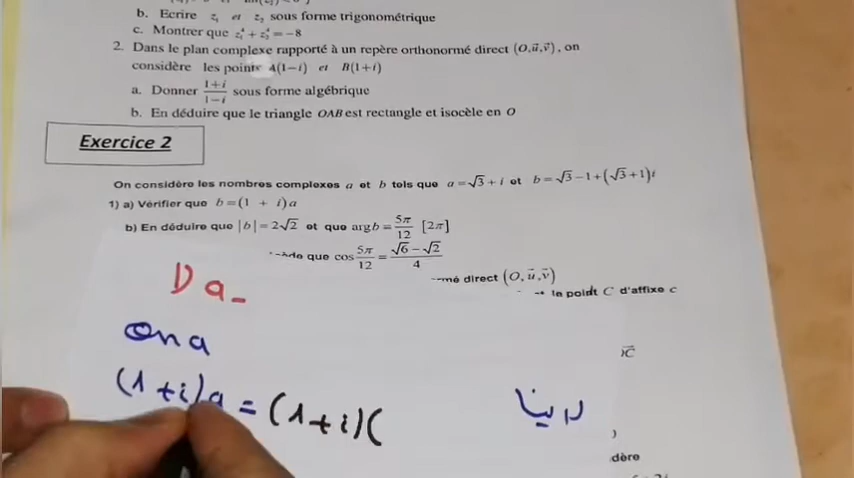 b. Ecrire z₁ et z₂ sous forme trigonométrique
c. Montrer que z₁⁴ + z₂⁴ = −8
2. Dans le plan complexe rapporté à un repère orthonormé direct (O,u⃗,v⃗), on
considère les points A(1−i) et B(1+i)
a. Donner (1+i)/(1−i) sous forme algébrique
b. En déduire que le triangle OAB est rectangle et isocèle en O
Exercice 2
On considère les nombres complexes a et b tels que a=√3+i et b=√3−1+(√3+1)i
1) a) Vérifier que b=(1 + i)a
b) En déduire que |b|=2√2 et que arg b = 5π/12 [2π]
que cos 5π/12 = (√6−√2)/4
direct (O,u⃗,v⃗)
le point C d'affixe c
1) a-
on a
(1+i)a = (1+i)(
لدينا